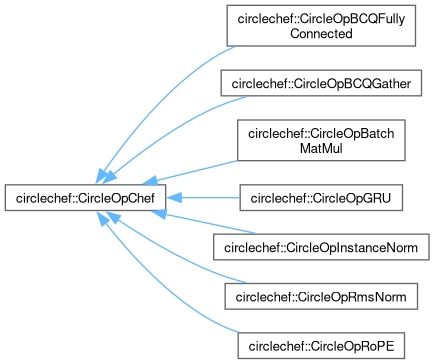 circlechef::CircleOpBCQFully
Connected
circlechef::CircleOpBCQGather
circlechef::CircleOpBatch
MatMul
circlechef::CircleOpChef
circlechef::CircleOpGRU
circlechef::CircleOpInstanceNorm
circlechef::CircleOpRmsNorm
circlechef::CircleOpRoPE